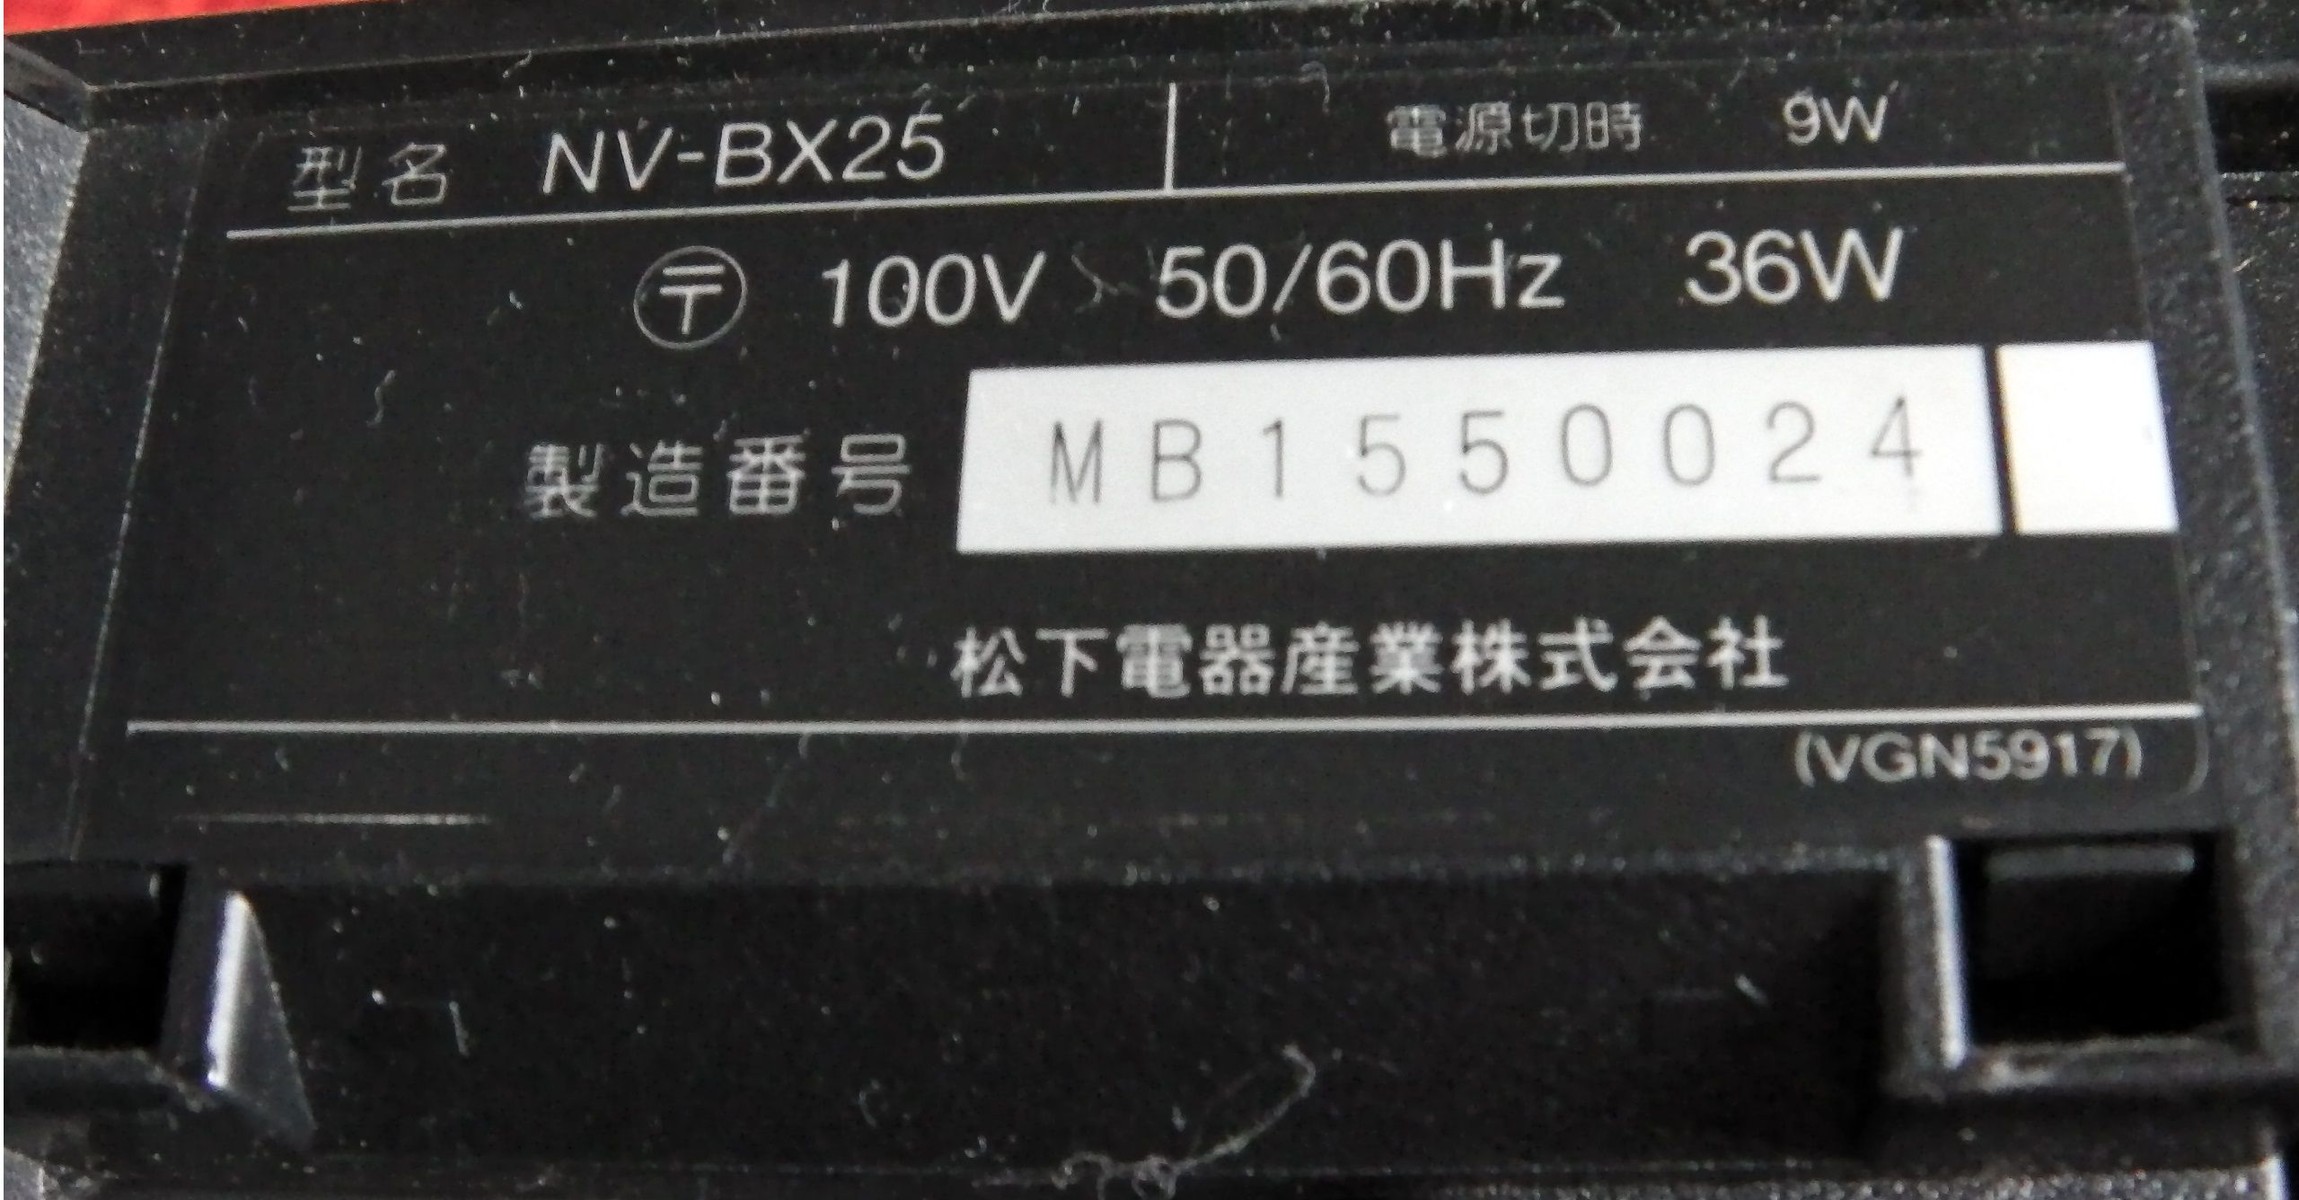 型名 NV-BX25 電源切時 9W
〒 100V 50/60Hz 36W
製造番号 MB1550024
松下電器産業株式会社
(VGN5917)